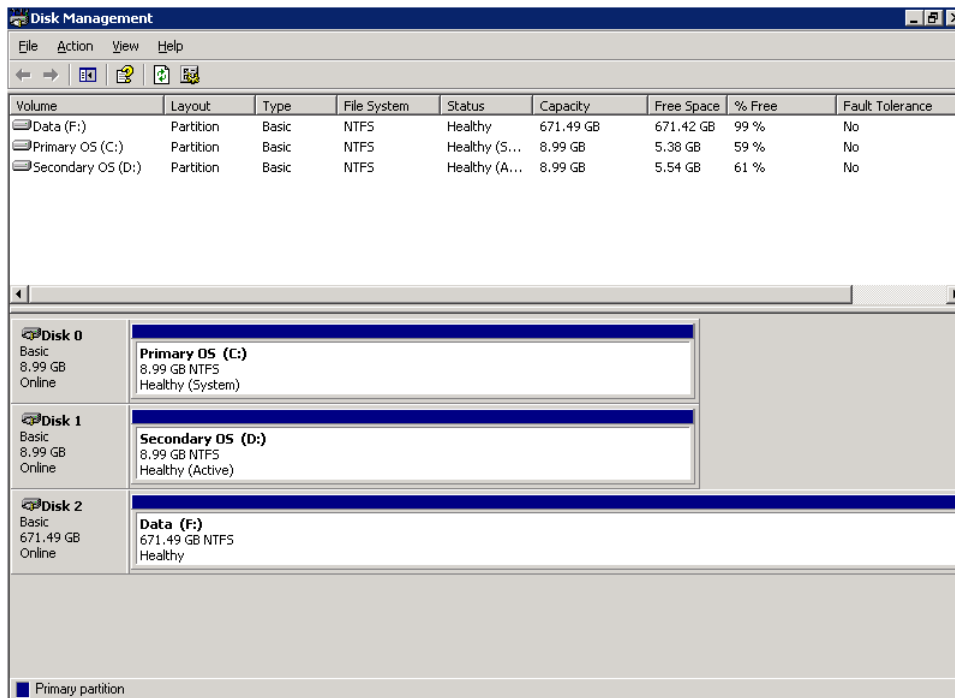 Disk Management
File Action View Help
Volume Layout Type File System Status Capacity Free Space % Free Fault Tolerance
Data (F:) Partition Basic NTFS Healthy 671.49 GB 671.42 GB 99 % No
Primary OS (C:) Partition Basic NTFS Healthy (S... 8.99 GB 5.38 GB 59 % No
Secondary OS (D:) Partition Basic NTFS Healthy (A... 8.99 GB 5.54 GB 61 % No
Disk 0
Basic
8.99 GB
Online
Primary OS (C:)
8.99 GB NTFS
Healthy (System)
Disk 1
Basic
8.99 GB
Online
Secondary OS (D:)
8.99 GB NTFS
Healthy (Active)
Disk 2
Basic
671.49 GB
Online
Data (F:)
671.49 GB NTFS
Healthy
Primary partition